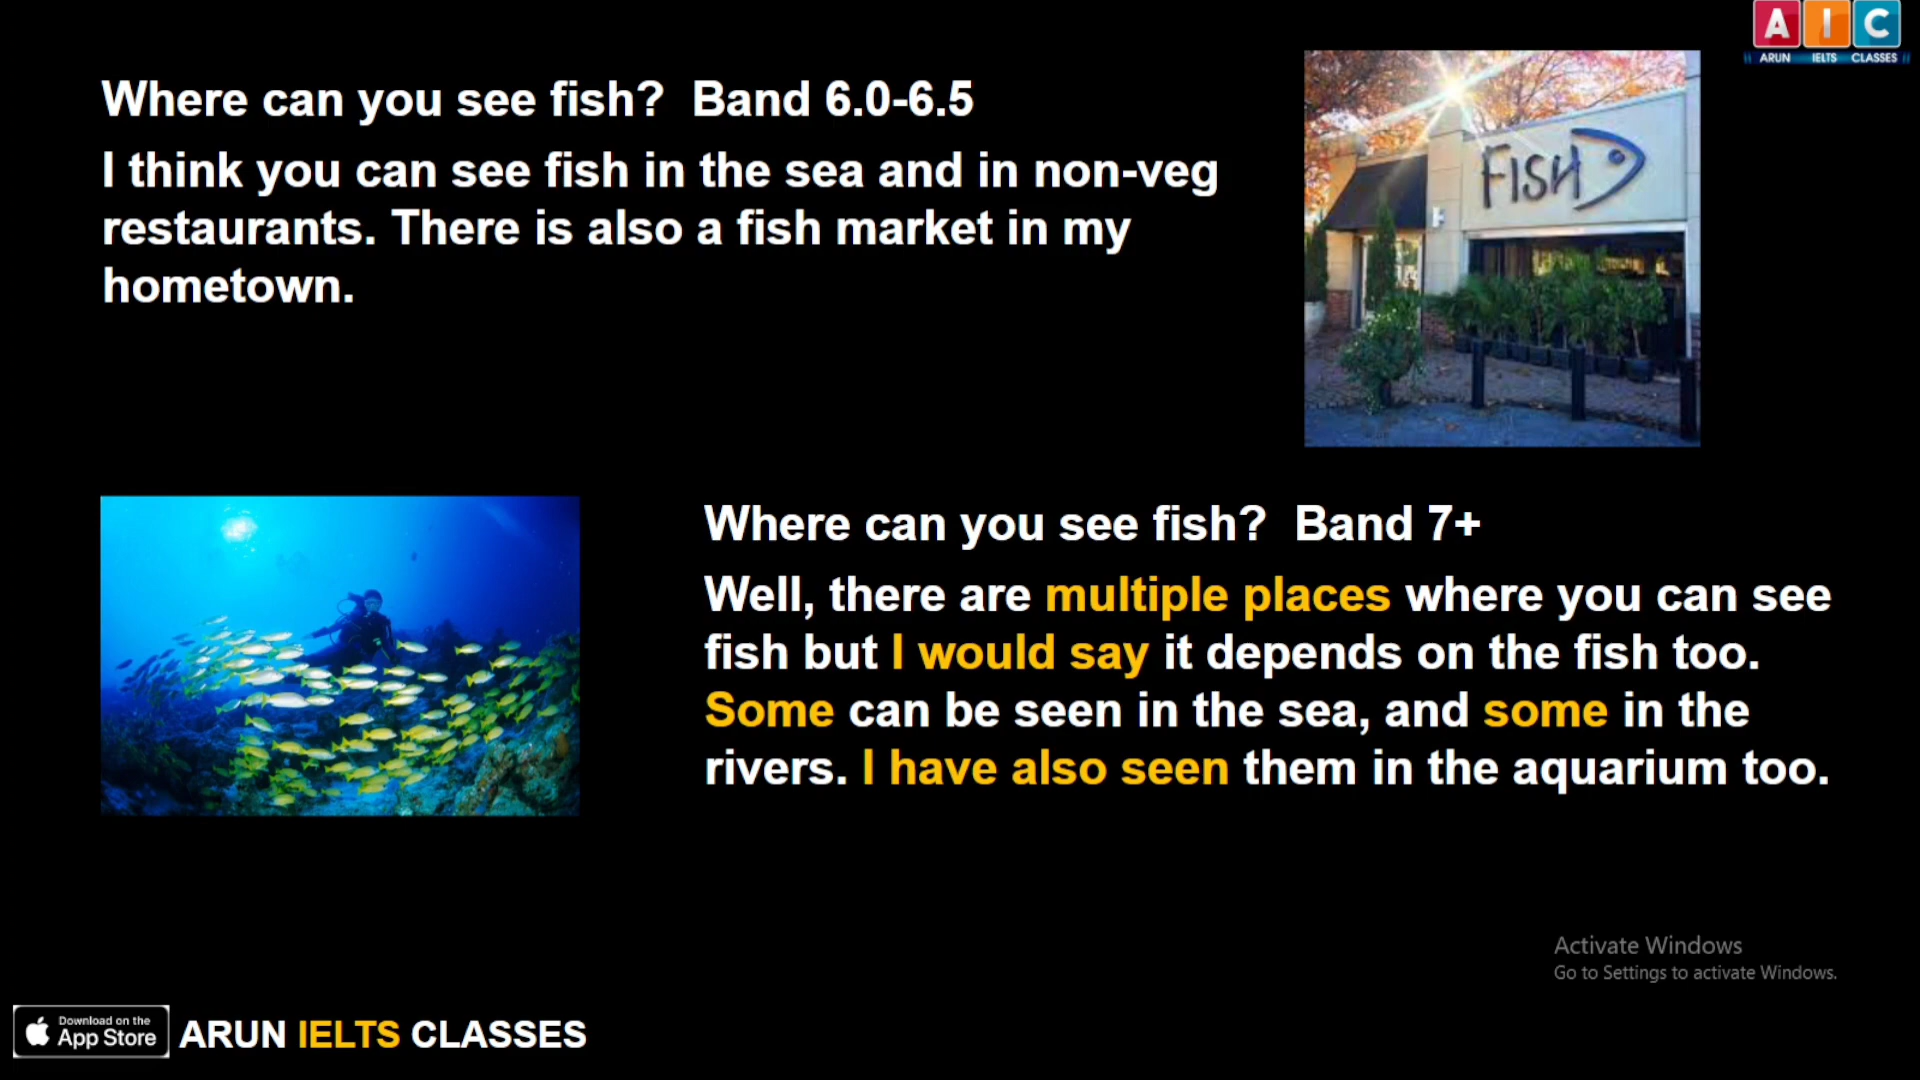 A I C
ARUN IELTS CLASSES
Where can you see fish? Band 6.0-6.5
I think you can see fish in the sea and in non-veg
restaurants. There is also a fish market in my
hometown.
FISH
Where can you see fish? Band 7+
Well, there are multiple places where you can see
fish but I would say it depends on the fish too.
Some can be seen in the sea, and some in the
rivers. I have also seen them in the aquarium too.
Activate Windows
Go to Settings to activate Windows.
Download on the
App Store
ARUN IELTS CLASSES